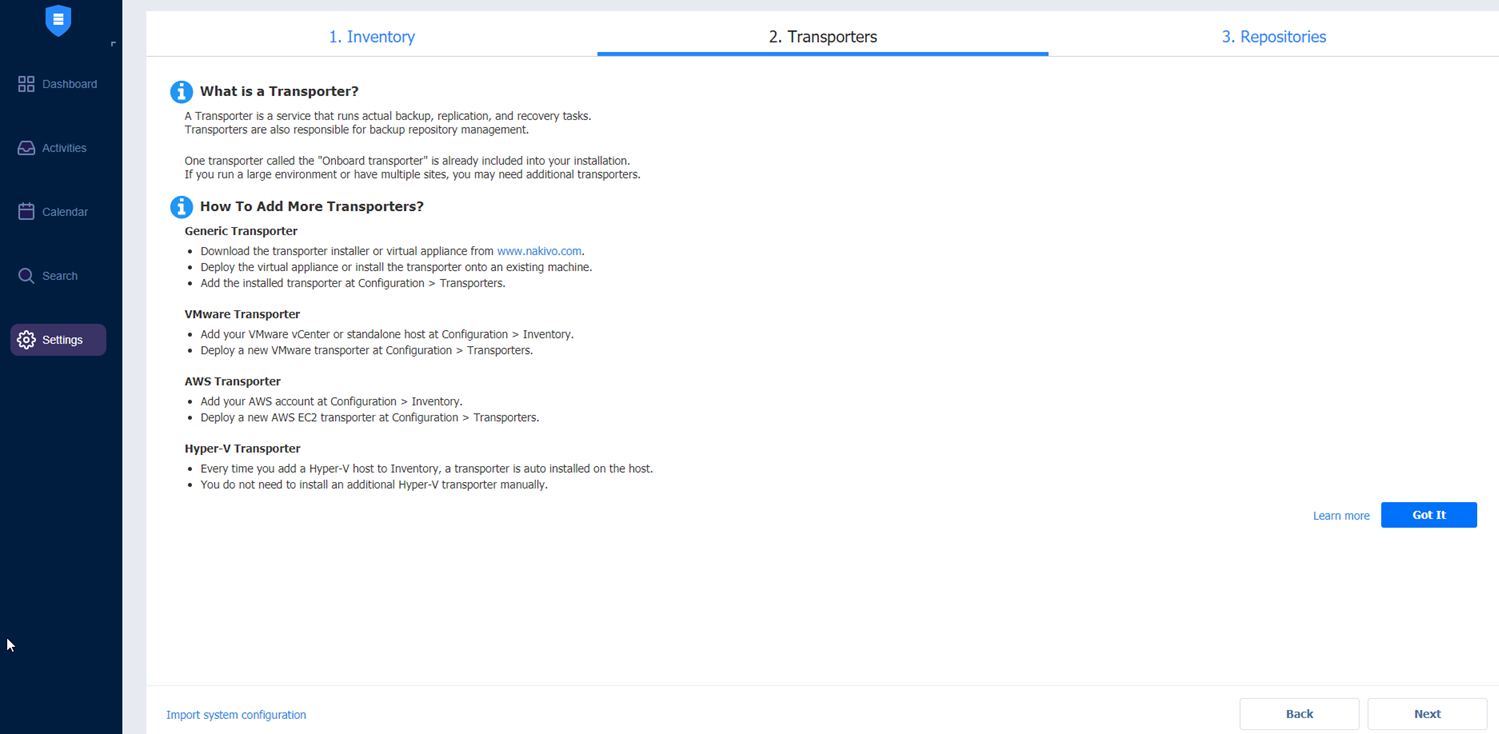 1. Inventory
2. Transporters
3. Repositories
Dashboard
Activities
Calendar
Search
Settings
What is a Transporter?
A Transporter is a service that runs actual backup, replication, and recovery tasks.
Transporters are also responsible for backup repository management.
One transporter called the "Onboard transporter" is already included into your installation.
If you run a large environment or have multiple sites, you may need additional transporters.
How To Add More Transporters?
Generic Transporter
• Download the transporter installer or virtual appliance from www.nakivo.com.
• Deploy the virtual appliance or install the transporter onto an existing machine.
• Add the installed transporter at Configuration > Transporters.
VMware Transporter
• Add your VMware vCenter or standalone host at Configuration > Inventory.
• Deploy a new VMware transporter at Configuration > Transporters.
AWS Transporter
• Add your AWS account at Configuration > Inventory.
• Deploy a new AWS EC2 transporter at Configuration > Transporters.
Hyper-V Transporter
• Every time you add a Hyper-V host to Inventory, a transporter is auto installed on the host.
• You do not need to install an additional Hyper-V transporter manually.
Learn more
Got It
Import system configuration
Back
Next